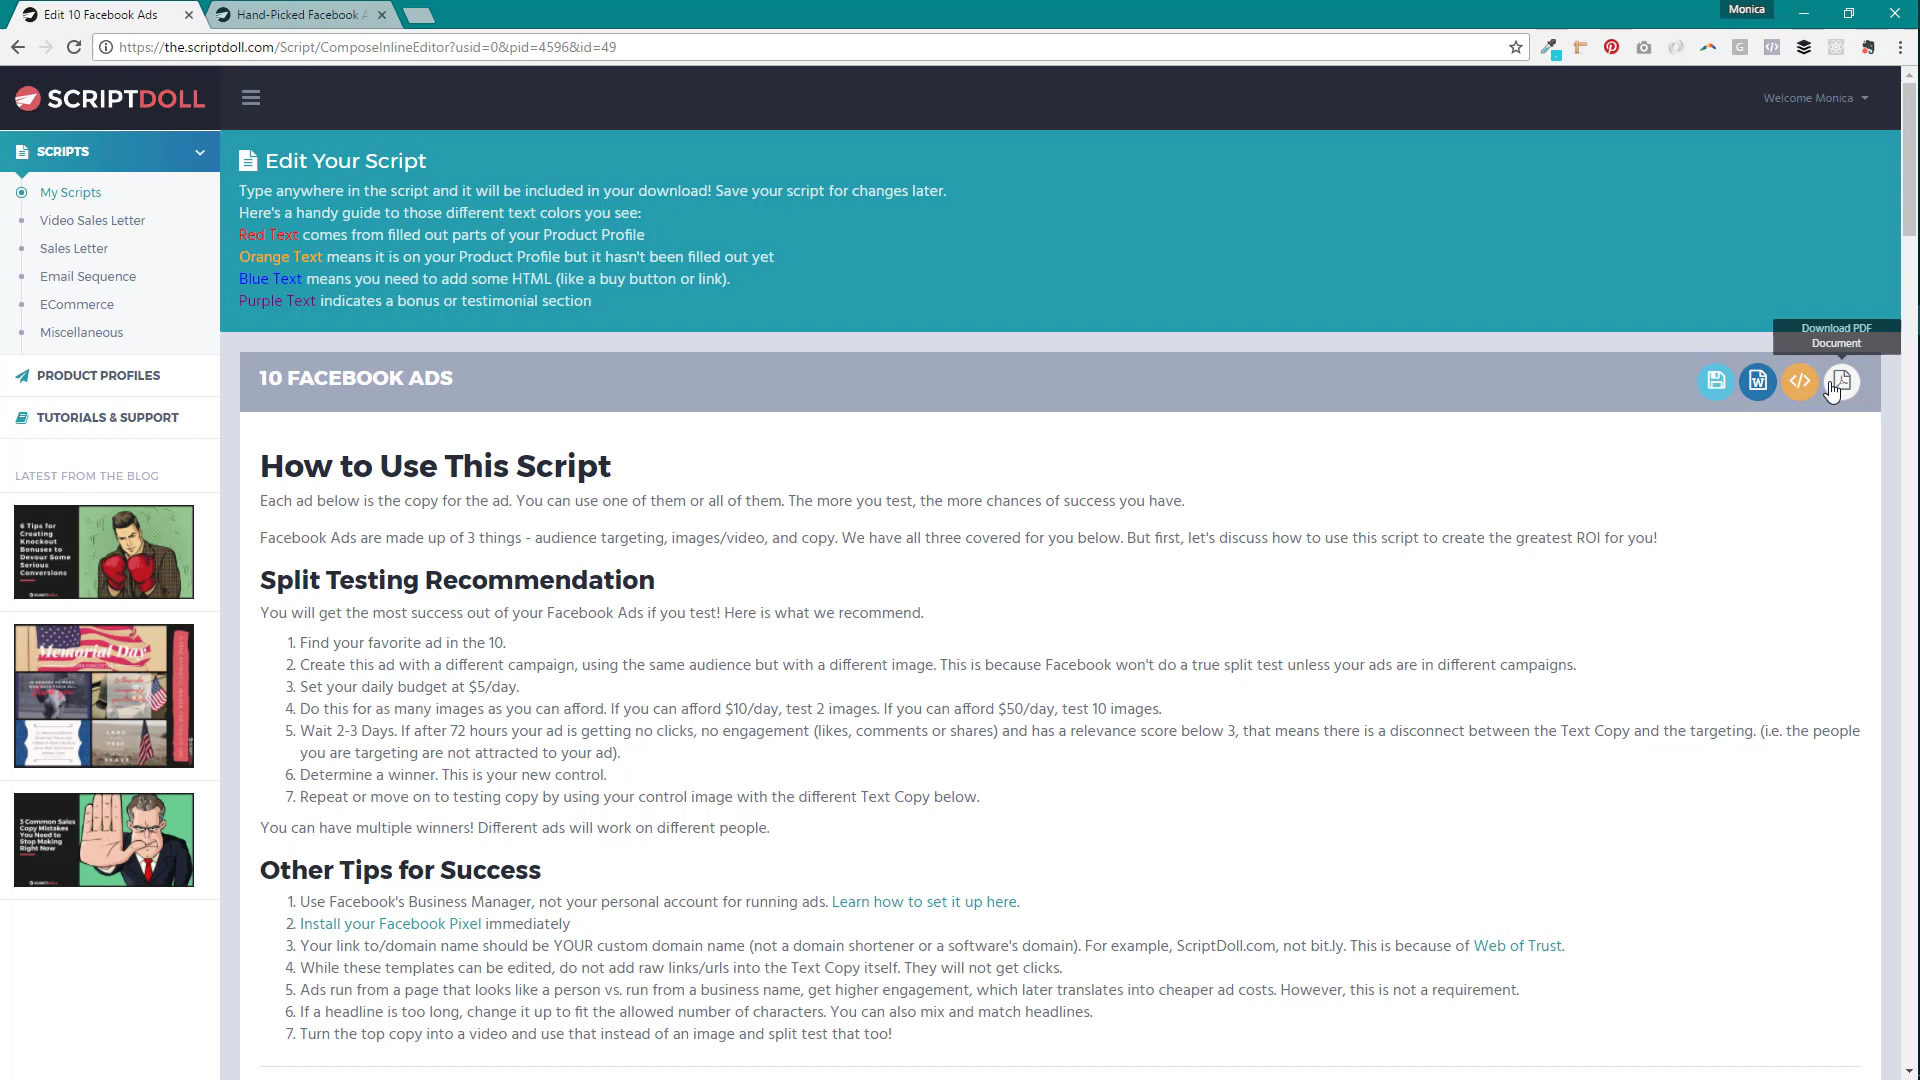 Edit 10 Facebook Ads
Hand-Picked Facebook A
Monica
https://the.scriptdoll.com/Script/ComposeInlineEditor?usid=0&pid=4596&id=49
SCRIPTDOLL
Welcome Monica
SCRIPTS
My Scripts
Video Sales Letter
Sales Letter
Email Sequence
ECommerce
Miscellaneous
PRODUCT PROFILES
TUTORIALS & SUPPORT
LATEST FROM THE BLOG
6 Tips for
Creating
Knockout
Bonuses to
Devour Some
Serious
Conversions
Memorial Day
LAND
FREE
3 Common Sales
Copy Mistakes
You Need to
Stop Making
Right Now
Edit Your Script
Type anywhere in the script and it will be included in your download! Save your script for changes later.
Here's a handy guide to those different text colors you see:
Red Text comes from filled out parts of your Product Profile
Orange Text means it is on your Product Profile but it hasn't been filled out yet
Blue Text means you need to add some HTML (like a buy button or link).
Purple Text indicates a bonus or testimonial section
Download PDF
Document
10 FACEBOOK ADS
How to Use This Script
Each ad below is the copy for the ad. You can use one of them or all of them. The more you test, the more chances of success you have.
Facebook Ads are made up of 3 things - audience targeting, images/video, and copy. We have all three covered for you below. But first, let's discuss how to use this script to create the greatest ROI for you!
Split Testing Recommendation
You will get the most success out of your Facebook Ads if you test! Here is what we recommend.
1. Find your favorite ad in the 10.
2. Create this ad with a different campaign, using the same audience but with a different image. This is because Facebook won't do a true split test unless your ads are in different campaigns.
3. Set your daily budget at $5/day.
4. Do this for as many images as you can afford. If you can afford $10/day, test 2 images. If you can afford $50/day, test 10 images.
5. Wait 2-3 Days. If after 72 hours your ad is getting no clicks, no engagement (likes, comments or shares) and has a relevance score below 3, that means there is a disconnect between the Text Copy and the targeting. (i.e. the people
you are targeting are not attracted to your ad).
6. Determine a winner. This is your new control.
7. Repeat or move on to testing copy by using your control image with the different Text Copy below.
You can have multiple winners! Different ads will work on different people.
Other Tips for Success
1. Use Facebook's Business Manager, not your personal account for running ads. Learn how to set it up here.
2. Install your Facebook Pixel immediately
3. Your link to/domain name should be YOUR custom domain name (not a domain shortener or a software's domain). For example, ScriptDoll.com, not bit.ly. This is because of Web of Trust.
4. While these templates can be edited, do not add raw links/urls into the Text Copy itself. They will not get clicks.
5. Ads run from a page that looks like a person vs. run from a business name, get higher engagement, which later translates into cheaper ad costs. However, this is not a requirement.
6. If a headline is too long, change it up to fit the allowed number of characters. You can also mix and match headlines.
7. Turn the top copy into a video and use that instead of an image and split test that too!